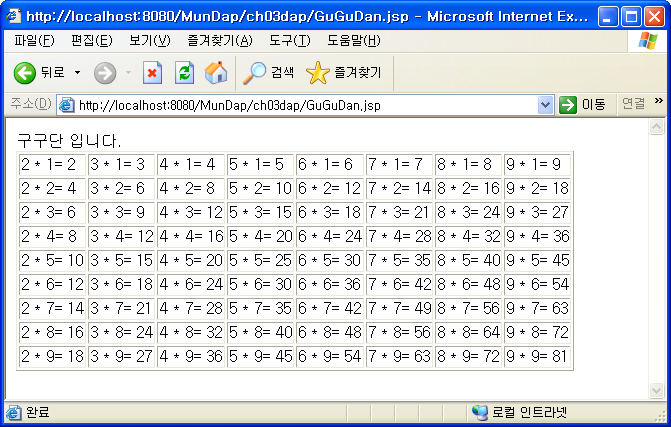 http://localhost:8080/MunDap/ch03dap/GuGuDan.jsp - Microsoft Internet Ex...
파일(F) 편집(E) 보기(V) 즐겨찾기(A) 도구(T) 도움말(H)
뒤로 검색 즐겨찾기
주소(D) http://localhost:8080/MunDap/ch03dap/GuGuDan.jsp 이동 연결 »
구구단 입니다.
2 * 1= 2 3 * 1= 3 4 * 1= 4 5 * 1= 5 6 * 1= 6 7 * 1= 7 8 * 1= 8 9 * 1= 9
2 * 2= 4 3 * 2= 6 4 * 2= 8 5 * 2= 10 6 * 2= 12 7 * 2= 14 8 * 2= 16 9 * 2= 18
2 * 3= 6 3 * 3= 9 4 * 3= 12 5 * 3= 15 6 * 3= 18 7 * 3= 21 8 * 3= 24 9 * 3= 27
2 * 4= 8 3 * 4= 12 4 * 4= 16 5 * 4= 20 6 * 4= 24 7 * 4= 28 8 * 4= 32 9 * 4= 36
2 * 5= 10 3 * 5= 15 4 * 5= 20 5 * 5= 25 6 * 5= 30 7 * 5= 35 8 * 5= 40 9 * 5= 45
2 * 6= 12 3 * 6= 18 4 * 6= 24 5 * 6= 30 6 * 6= 36 7 * 6= 42 8 * 6= 48 9 * 6= 54
2 * 7= 14 3 * 7= 21 4 * 7= 28 5 * 7= 35 6 * 7= 42 7 * 7= 49 8 * 7= 56 9 * 7= 63
2 * 8= 16 3 * 8= 24 4 * 8= 32 5 * 8= 40 6 * 8= 48 7 * 8= 56 8 * 8= 64 9 * 8= 72
2 * 9= 18 3 * 9= 27 4 * 9= 36 5 * 9= 45 6 * 9= 54 7 * 9= 63 8 * 9= 72 9 * 9= 81
완료 로컬 인트라넷